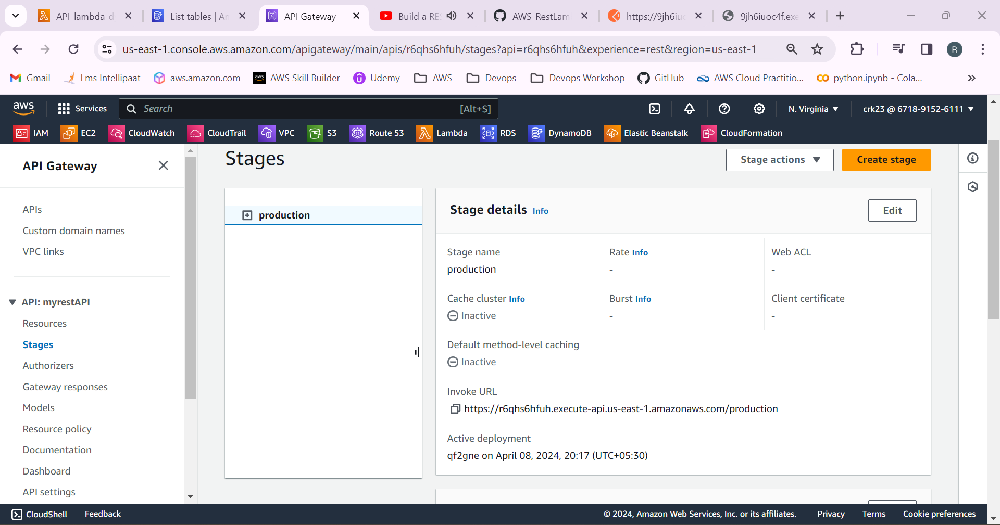 API_lambda_d
List tables | An
API Gateway -
Build a RES
AWS_RestLam
https://9jh6iuo
9jh6iuoc4f.exe
us-east-1.console.aws.amazon.com/apigateway/main/apis/r6qhs6hfuh/stages?api=r6qhs6hfuh&experience=rest&region=us-east-1
R
Gmail
Lms Intellipaat
aws.amazon.com
aws
AWS Skill Builder
Udemy
AWS
Devops
Devops Workshop
GitHub
AWS Cloud Practitio...
python.ipynb - Cola...
aws
Services
Search
[Alt+S]
N. Virginia
crk23 @ 6718-9152-6111
IAM
EC2
CloudWatch
CloudTrail
VPC
S3
Route 53
Lambda
RDS
DynamoDB
Elastic Beanstalk
CloudFormation
API Gateway
APIs
Custom domain names
VPC links
API: myrestAPI
Resources
Stages
Authorizers
Gateway responses
Models
Resource policy
Documentation
Dashboard
API settings
Stages
Stage actions
Create stage
production
Stage details Info
Edit
Stage name
production
Rate Info
-
Web ACL
-
Cache cluster Info
Inactive
Burst Info
-
Client certificate
-
Default method-level caching
Inactive
Invoke URL
https://r6qhs6hfuh.execute-api.us-east-1.amazonaws.com/production
Active deployment
qf2gne on April 08, 2024, 20:17 (UTC+05:30)
CloudShell
Feedback
© 2024, Amazon Web Services, Inc. or its affiliates.
Privacy
Terms
Cookie preferences